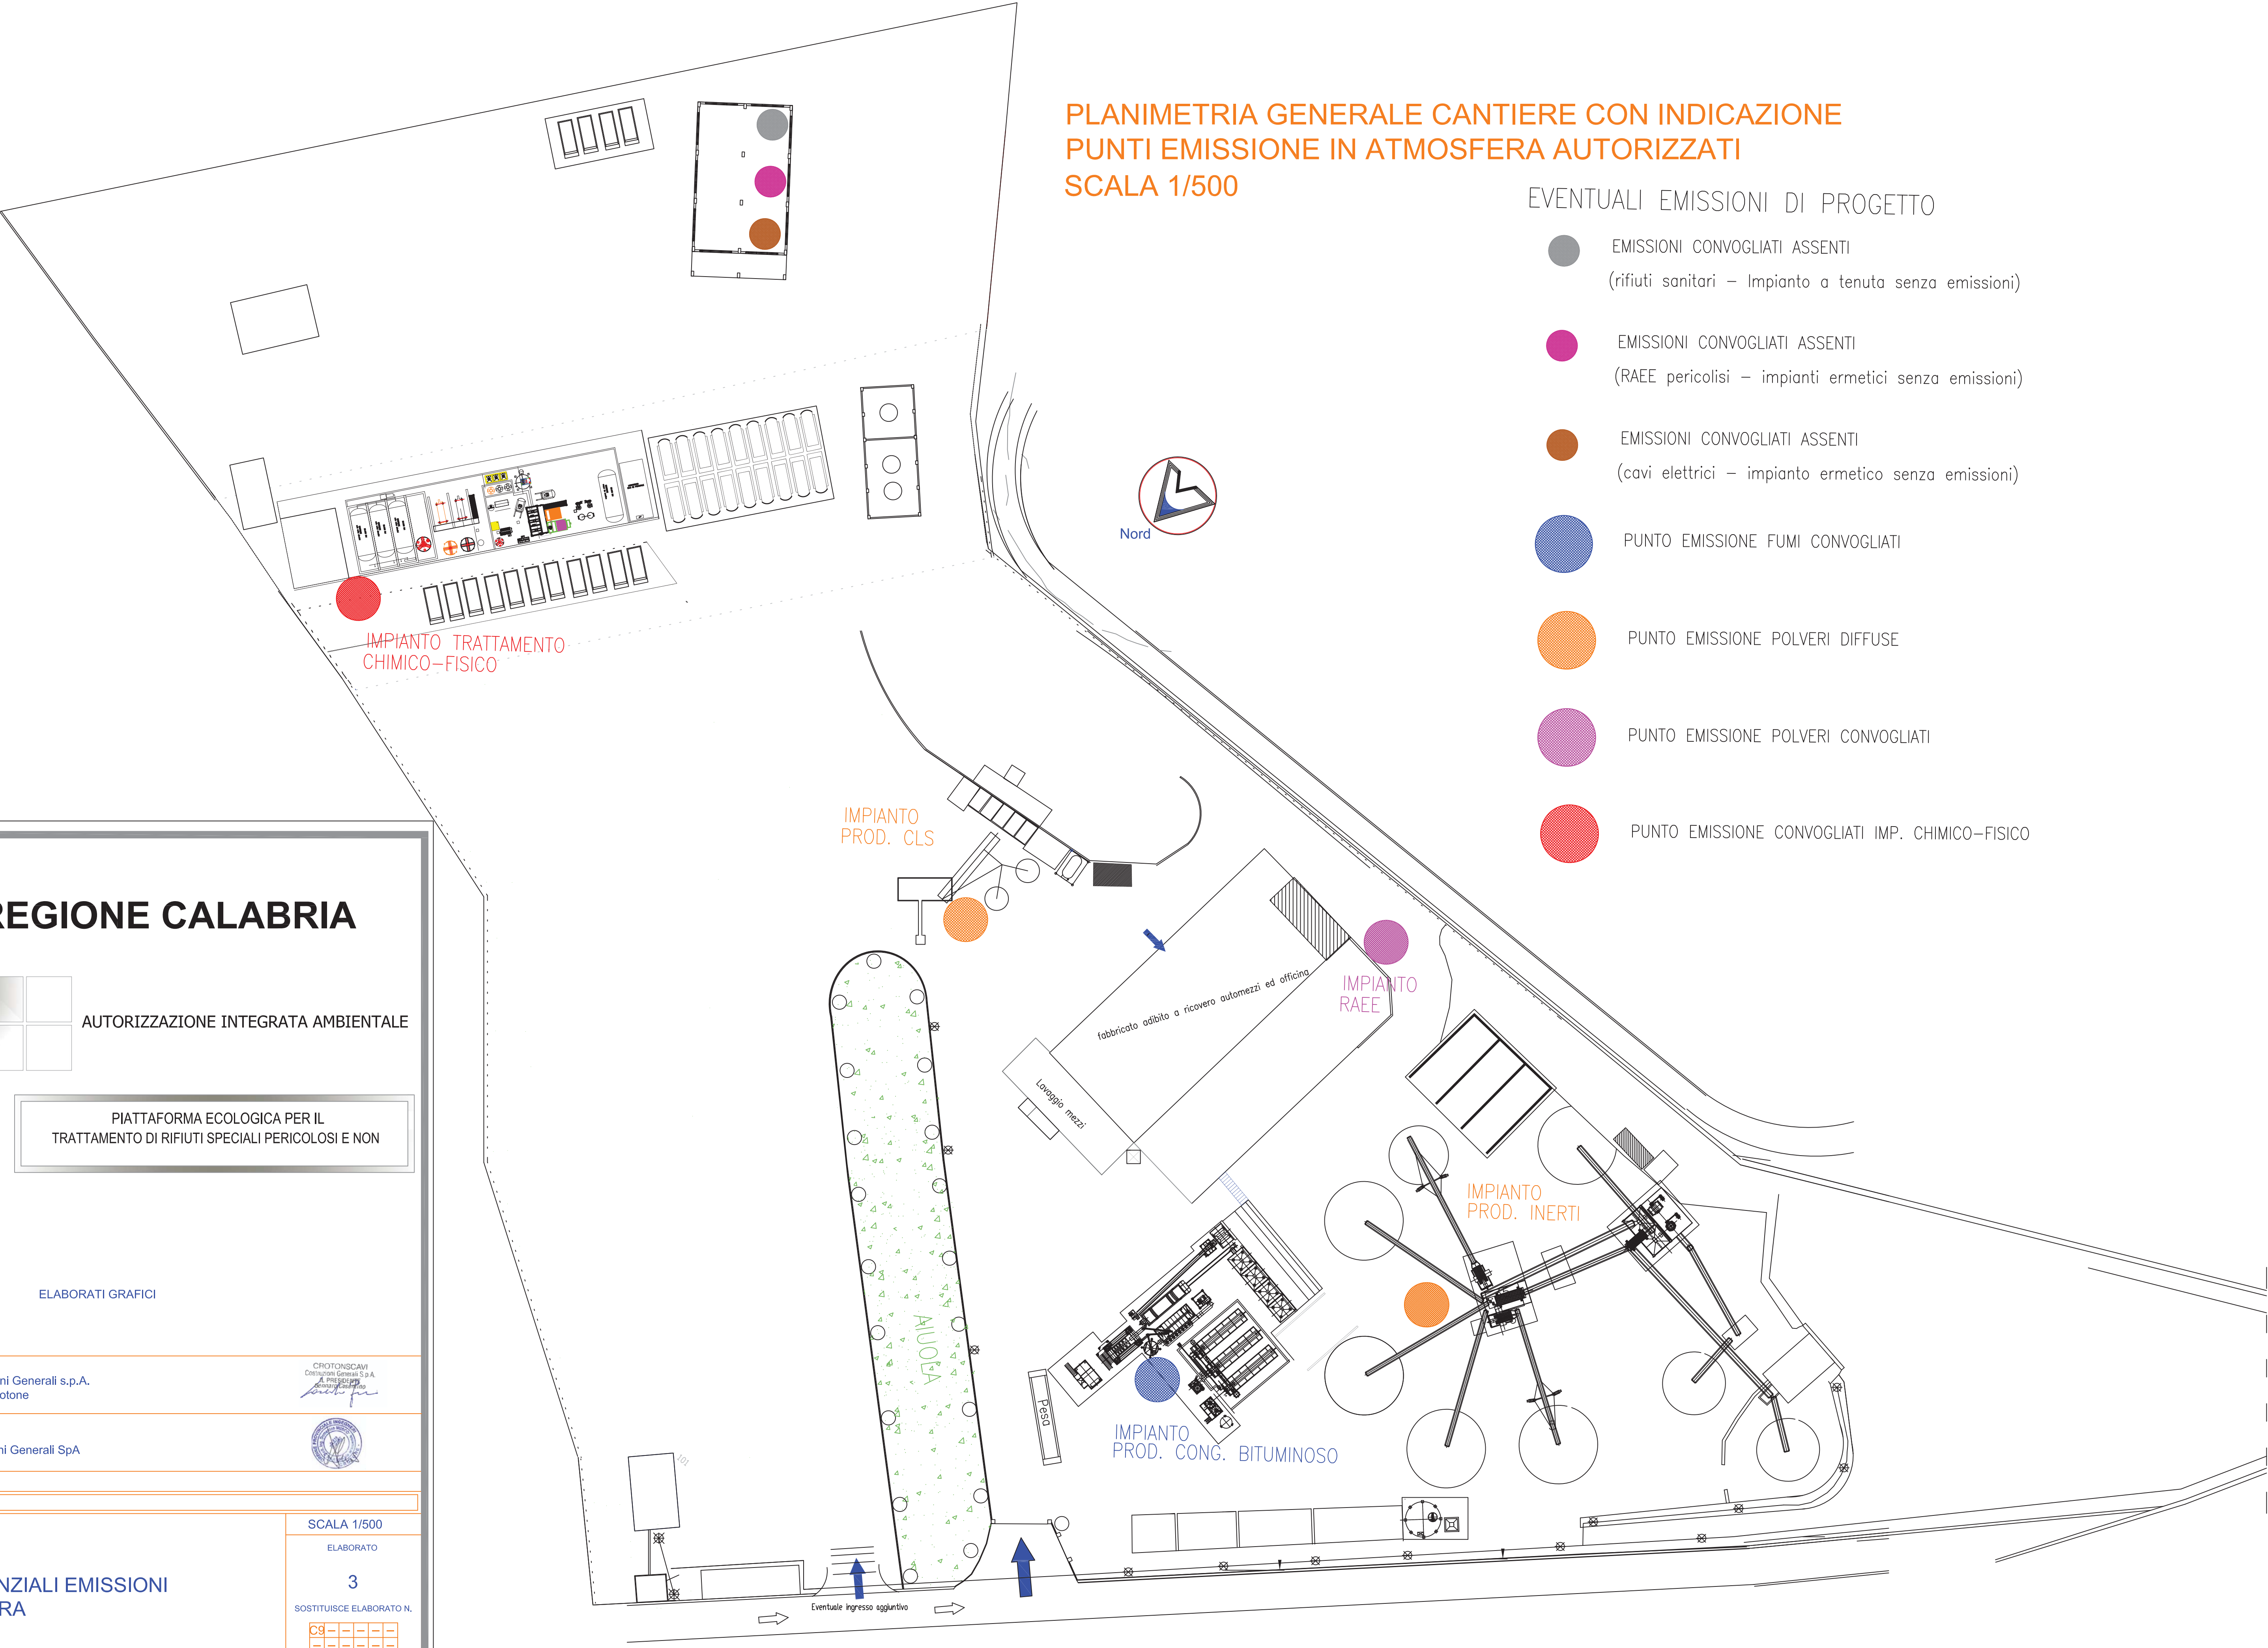 PLANIMETRIA GENERALE CANTIERE CON INDICAZIONE
PUNTI EMISSIONE IN ATMOSFERA AUTORIZZATI
SCALA 1/500
EVENTUALI EMISSIONI DI PROGETTO
EMISSIONI CONVOGLIATI ASSENTI
(rifiuti sanitari – Impianto a tenuta senza emissioni)
EMISSIONI CONVOGLIATI ASSENTI
(RAEE pericolisi – impianti ermetici senza emissioni)
EMISSIONI CONVOGLIATI ASSENTI
(cavi elettrici – impianto ermetico senza emissioni)
PUNTO EMISSIONE FUMI CONVOGLIATI
PUNTO EMISSIONE POLVERI DIFFUSE
PUNTO EMISSIONE POLVERI CONVOGLIATI
PUNTO EMISSIONE CONVOGLIATI IMP. CHIMICO–FISICO
Nord
IMPIANTO TRATTAMENTO
CHIMICO–FISICO
IMPIANTO
PROD. CLS
fabbricato adibito a ricovero automezzi ed officina
Lavaggio mezzi
IMPIANTO
RAEE
IMPIANTO
PROD. INERTI
AIUOLA
Pesa
IMPIANTO
PROD. CONG. BITUMINOSO
101
Eventuale ingresso aggiuntivo
REGIONE CALABRIA
AUTORIZZAZIONE INTEGRATA AMBIENTALE
PIATTAFORMA ECOLOGICA PER IL
TRATTAMENTO DI RIFIUTI SPECIALI PERICOLOSI E NON
ELABORATI GRAFICI
ni Generali s.p.A.
otone
CROTONSCAVI
Costruzioni Generali S.p.A.
IL PRESIDENTE
ni Generali SpA
SCALA 1/500
ELABORATO
3
SOSTITUISCE ELABORATO N,
C9 – – – – –
– – – – – –
NZIALI EMISSIONI
RA